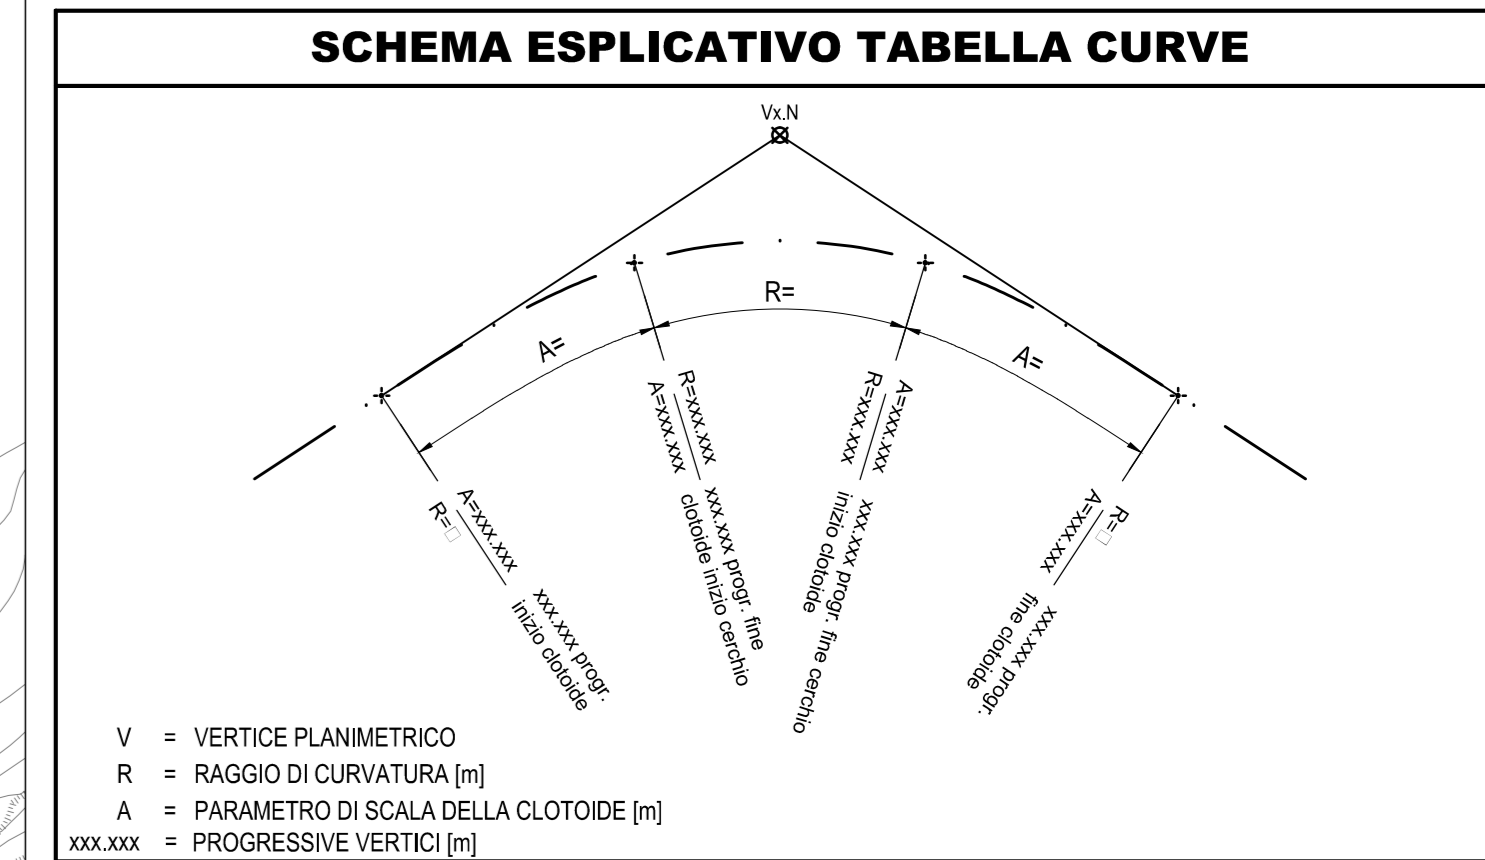 SCHEMA ESPLICATIVO TABELLA CURVE
Vx.N
R=
A=
A=
A=xxx.xxx
R=□
xxx.xxx progr.
inizio clotoide
R=xxx.xxx
A=xxx.xxx
xxx.xxx progr. fine
clotoide inizio cerchio
A=xxx.xxx
R=xxx.xxx
xxx.xxx progr. fine cerchio
inizio clotoide
R=□
A=xxx.xxx
xxx.xxx progr.
fine clotoide
V = VERTICE PLANIMETRICO
R = RAGGIO DI CURVATURA [m]
A = PARAMETRO DI SCALA DELLA CLOTOIDE [m]
xxx.xxx = PROGRESSIVE VERTICI [m]